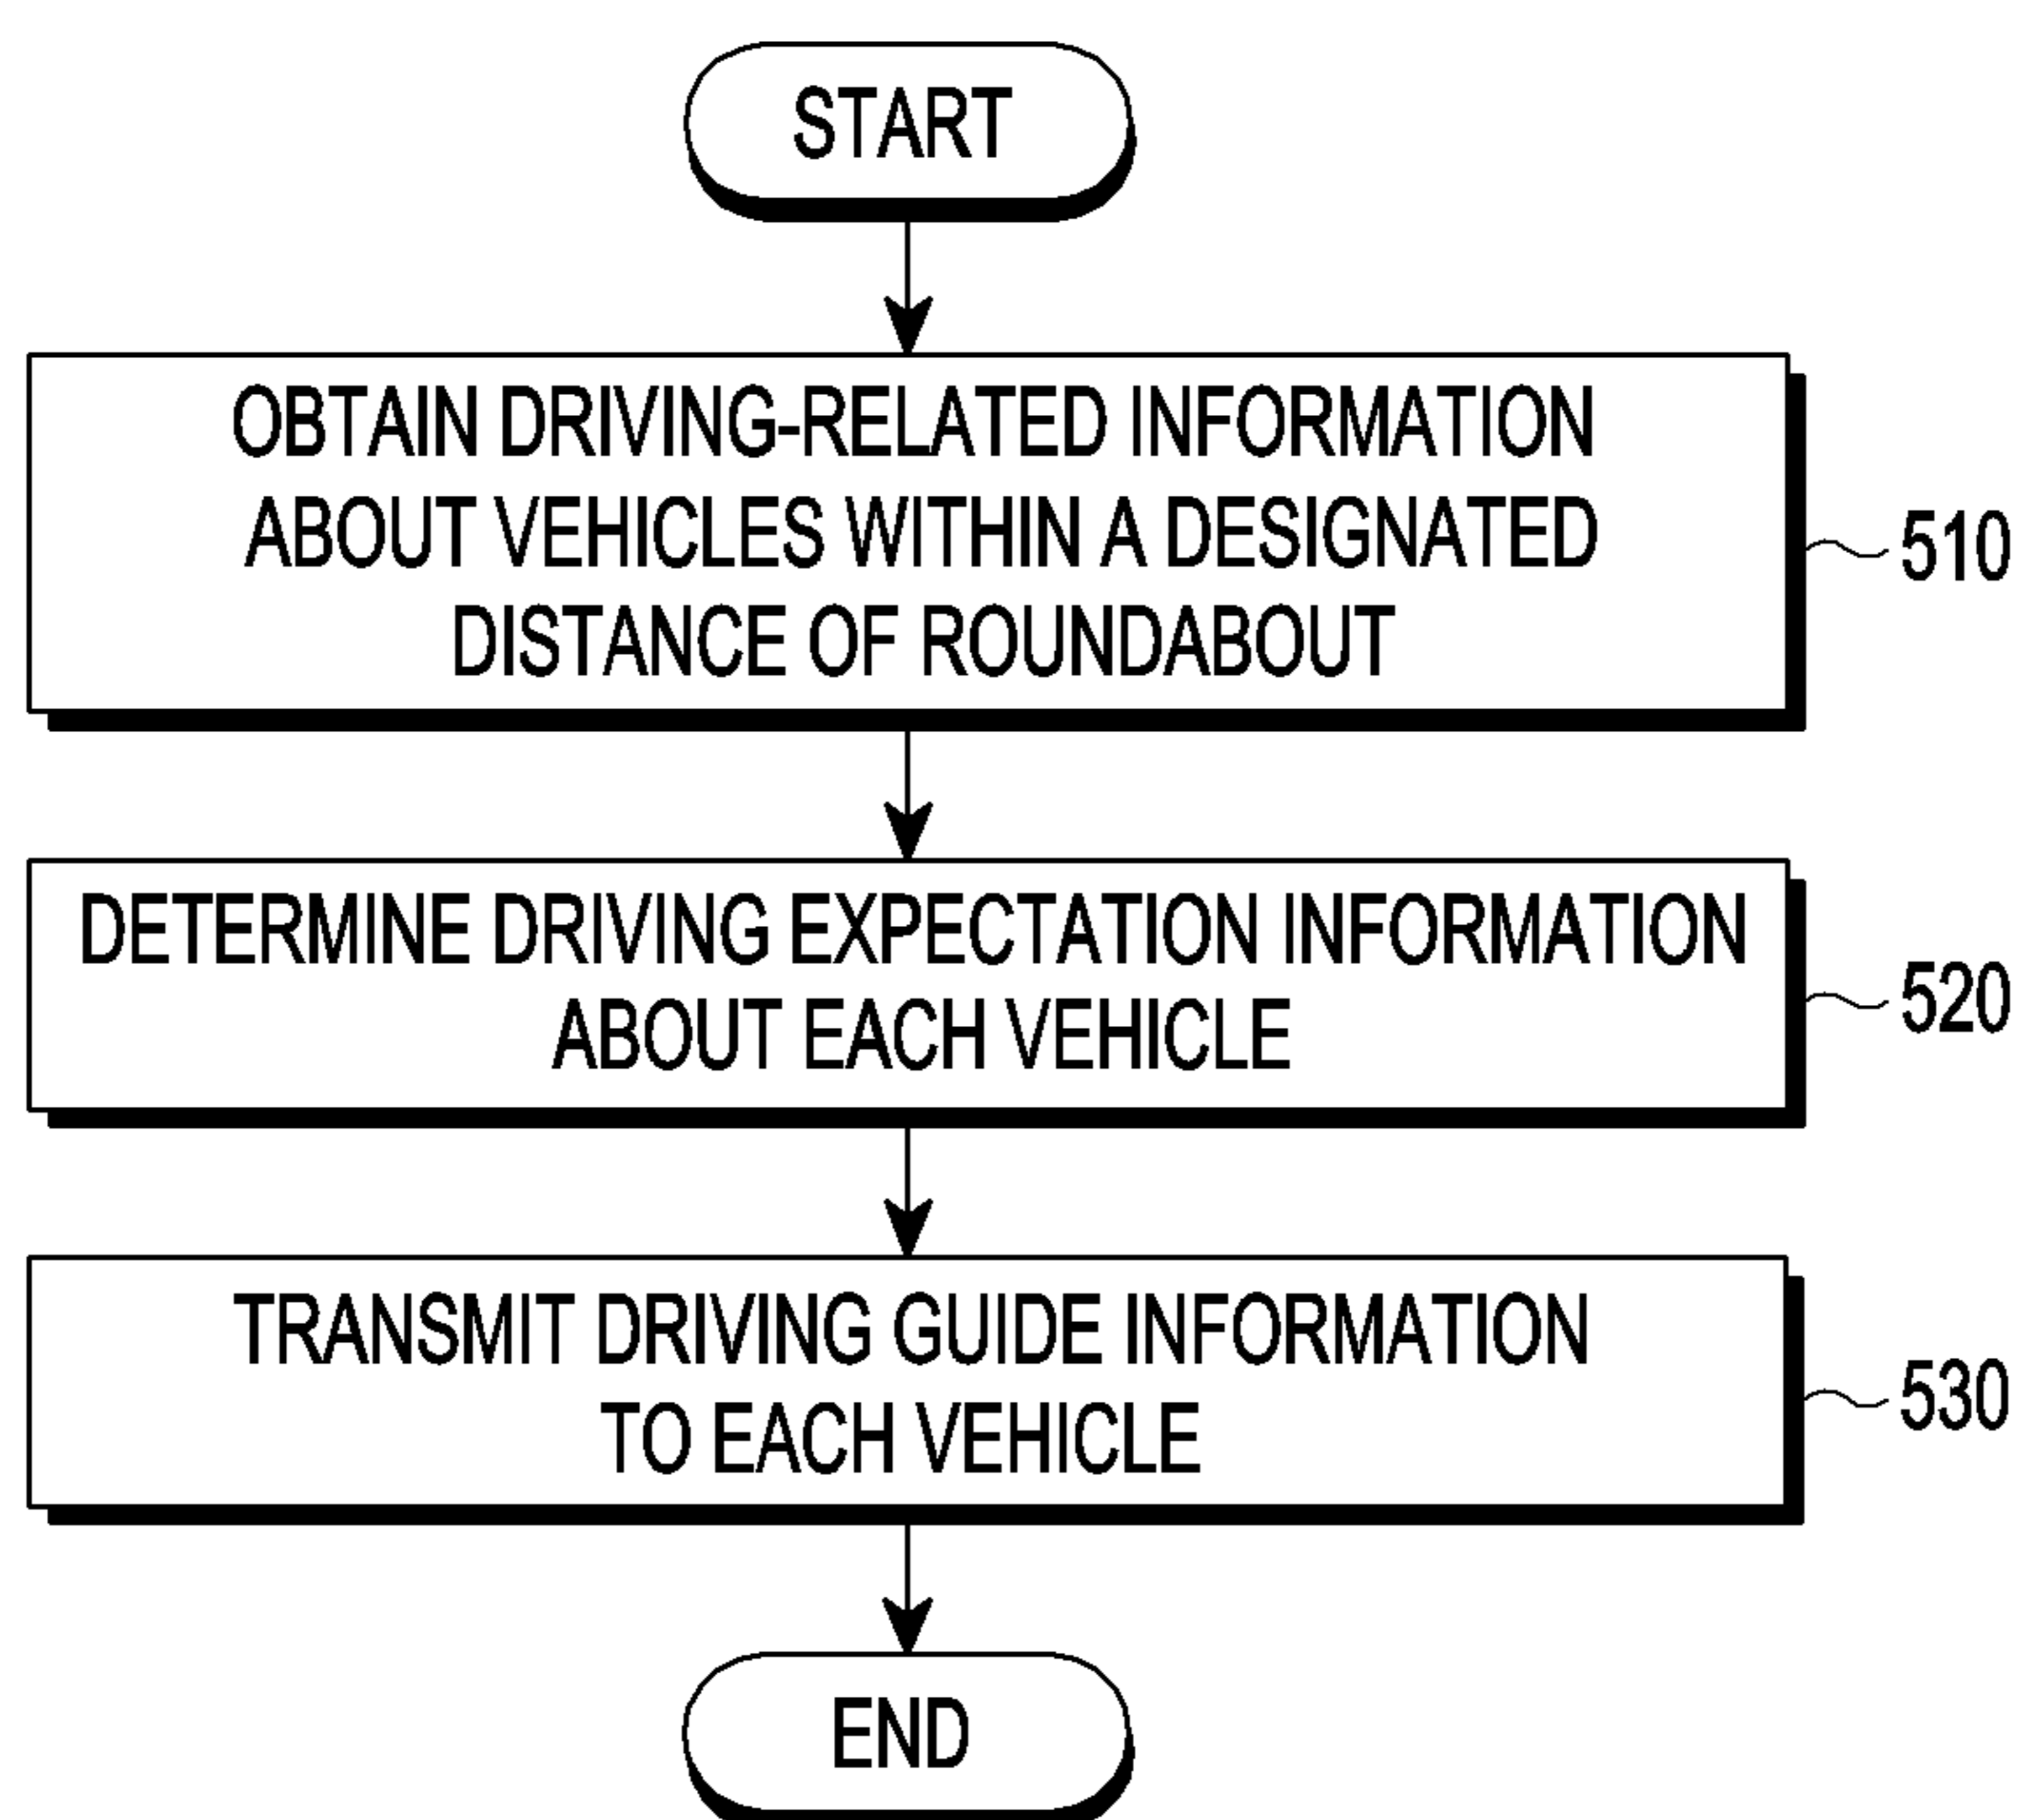 START
OBTAIN DRIVING-RELATED INFORMATION
ABOUT VEHICLES WITHIN A DESIGNATED
DISTANCE OF ROUNDABOUT
510
DETERMINE DRIVING EXPECTATION INFORMATION
ABOUT EACH VEHICLE
520
TRANSMIT DRIVING GUIDE INFORMATION
TO EACH VEHICLE
530
END